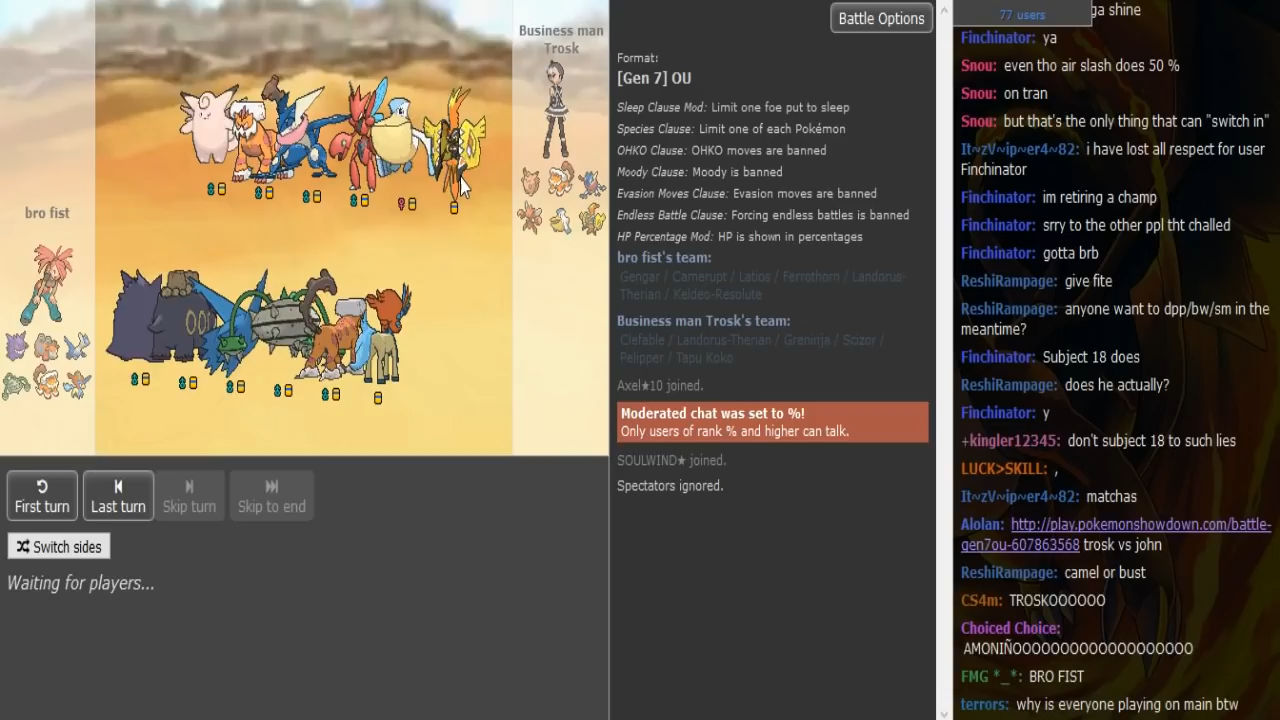 bro fist
Business man
Trosk
First turn
Last turn
Skip turn
Skip to end
Switch sides
Waiting for players...
Battle Options
Format:
[Gen 7] OU
Sleep Clause Mod: Limit one foe put to sleep
Species Clause: Limit one of each Pokémon
OHKO Clause: OHKO moves are banned
Moody Clause: Moody is banned
Evasion Moves Clause: Evasion moves are banned
Endless Battle Clause: Forcing endless battles is banned
HP Percentage Mod: HP is shown in percentages
bro fist's team:
Gengar / Camerupt / Latios / Ferrothorn / Landorus-
Therian / Keldeo-Resolute
Business man Trosk's team:
Clefable / Landorus-Therian / Greninja / Scizor /
Pelipper / Tapu Koko
Axel★10 joined.
Moderated chat was set to %!
Only users of rank % and higher can talk.
SOULWIND★ joined.
Spectators ignored.
77 users
ga shine
Finchinator: ya
Snou: even tho air slash does 50 %
Snou: on tran
Snou: but that's the only thing that can "switch in"
It~zV~ip~er4~82: i have lost all respect for user
Finchinator
Finchinator: im retiring a champ
Finchinator: srry to the other ppl tht challed
Finchinator: gotta brb
ReshiRampage: give fite
ReshiRampage: anyone want to dpp/bw/sm in the
meantime?
Finchinator: Subject 18 does
ReshiRampage: does he actually?
Finchinator: y
+kingler12345: don't subject 18 to such lies
LUCK>SKILL: ,
It~zV~ip~er4~82: matchas
Alolan: http://play.pokemonshowdown.com/battle-
gen7ou-607863568 trosk vs john
ReshiRampage: camel or bust
CS4m: TROSKOOOOOO
Choiced Choice:
AMONIÑOOOOOOOOOOOOOOOOOOO
FMG *_*: BRO FIST
terrors: why is everyone playing on main btw